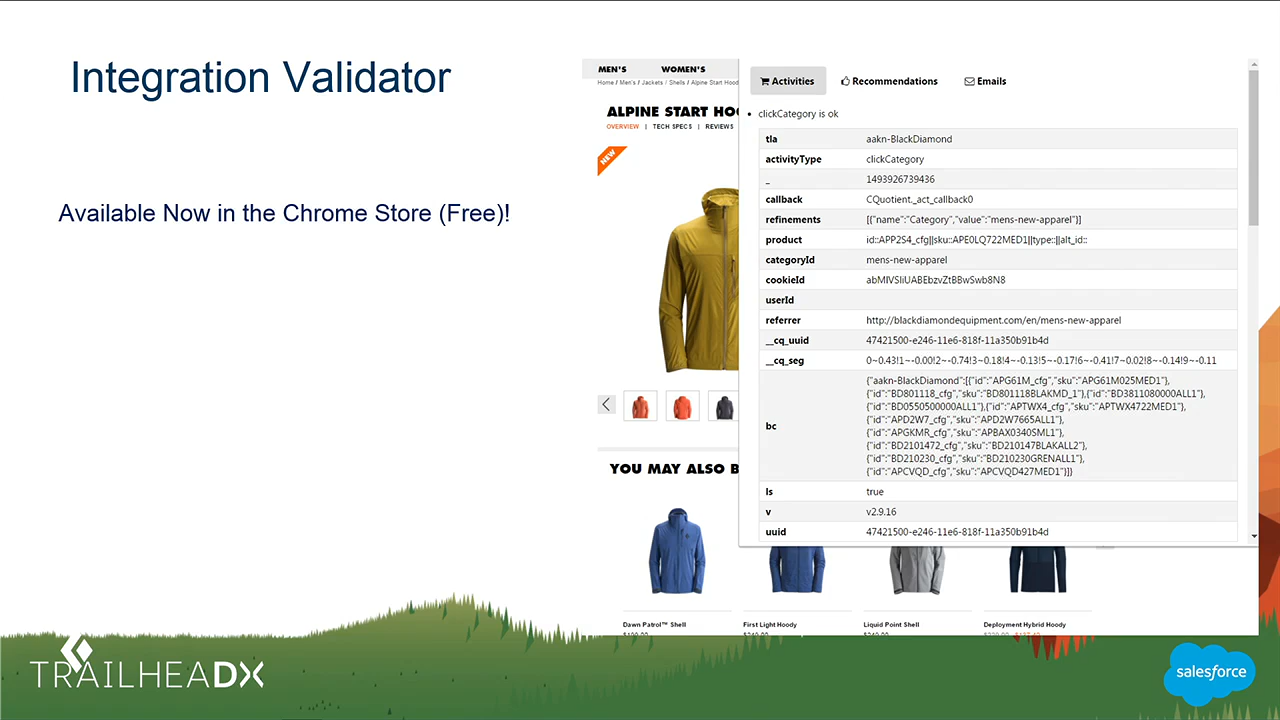 Integration Validator
Available Now in the Chrome Store (Free)!
MEN'S WOMEN'S
Home / Men's / Jackets / Shells / Alpine Start Hood
ALPINE START HO
OVERVIEW | TECH SPECS | REVIEWS
NEW
YOU MAY ALSO B
Activities Recommendations Emails
clickCategory is ok
tla aakn-BlackDiamond
activityType clickCategory
_ 1493926739436
callback CQuotient._act_callback0
refinements [{"name":"Category","value":"mens-new-apparel"}]
product id::APP2S4_cfg||sku::APE0LQ722MED1||type::||alt_id::
categoryId mens-new-apparel
cookieId abMIVSIiUABEbzvZtBBwSwb8N8
userId
referrer http://blackdiamondequipment.com/en/mens-new-apparel
__cq_uuid 47421500-e246-11e6-818f-11a350b91b4d
__cq_seg 0~0.43!1~-0.00!2~-0.74!3~0.18!4~-0.13!5~-0.17!6~-0.41!7~0.02!8~-0.14!9~-0.11
bc {"aakn-BlackDiamond":[{"id":"APG61M_cfg","sku":"APG61M025MED1"},
{"id":"BD801118_cfg","sku":"BD801118BLAKMD_1"},{"id":"BD3811080000ALL1"},
{"id":"BD0550500000ALL1"},{"id":"APTWX4_cfg","sku":"APTWX4722MED1"},
{"id":"APD2W7_cfg","sku":"APD2W7665ALL1"},
{"id":"APGKMR_cfg","sku":"APBAX0340SML1"},
{"id":"BD2101472_cfg","sku":"BD210147BLAKALL2"},
{"id":"BD210230_cfg","sku":"BD210230GRENALL1"},
{"id":"APCVQD_cfg","sku":"APCVQD427MED1"}]}
ls true
v v2.9.16
uuid 47421500-e246-11e6-818f-11a350b91b4d
Dawn Patrol™ Shell First Light Hoody Liquid Point Shell Deployment Hybrid Hoody
TRAILHEADX
salesforce